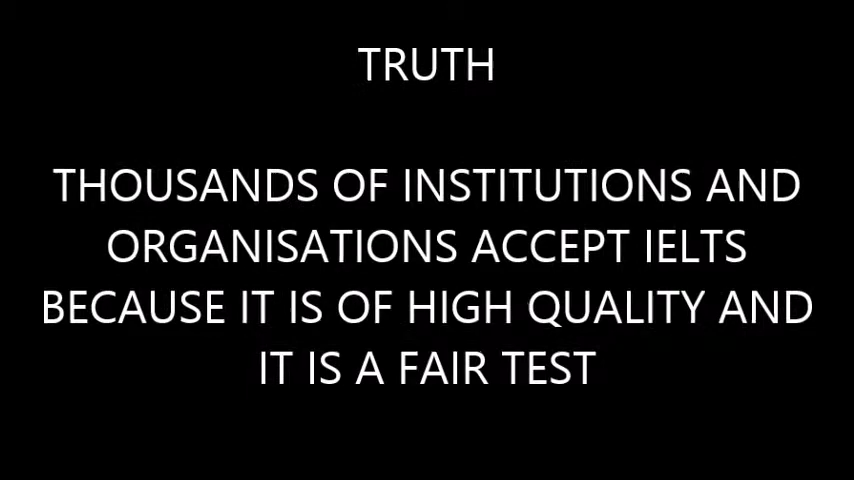 TRUTH
THOUSANDS OF INSTITUTIONS AND
ORGANISATIONS ACCEPT IELTS
BECAUSE IT IS OF HIGH QUALITY AND
IT IS A FAIR TEST